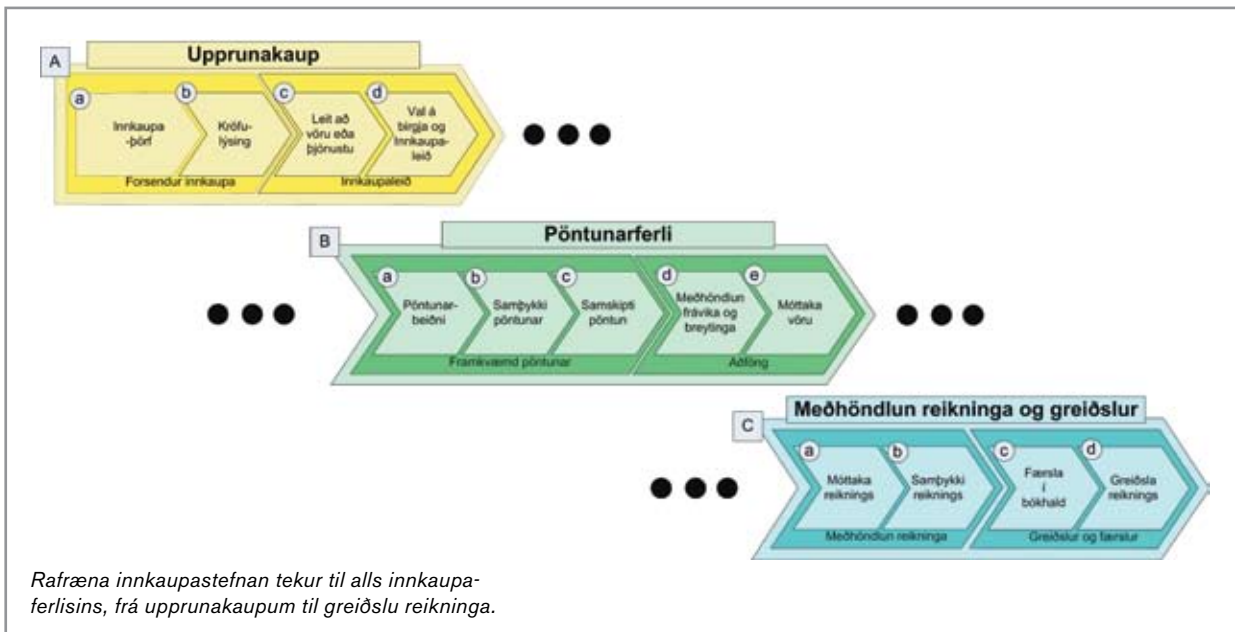 A
Upprunakaup
a
Innkaupa
-þörf
b
Kröfu-
lýsing
c
Leit að
vöru eða
þjónustu
d
Val á
birgja og
Innkaupa-
leið
Forsendur innkaupa
Innkaupaleið
B
Pöntunarferli
a
Pöntunar-
beiðni
b
Samþykki
pöntunar
c
Samskipti
pöntun
d
Meðhöndlun
frávika og
breytinga
e
Móttaka
vöru
Framkvæmd pöntunar
Aðföng
C
Meðhöndlun reikninga og greiðslur
a
Móttaka
reiknings
b
Samþykki
reiknings
c
Færsla
í
bókhald
d
Greiðsla
reiknings
Meðhöndlun reikninga
Greiðslur og færslur
Rafræna innkaupastefnan tekur til alls innkaupa-
ferlisins, frá upprunakaupum til greiðslu reikninga.